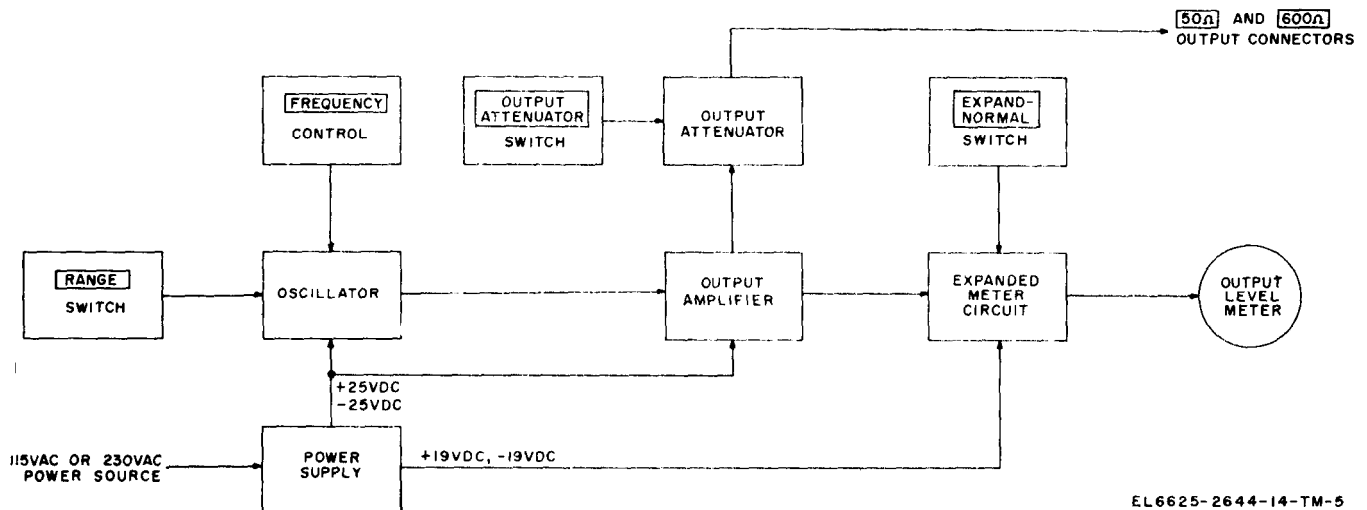 50Ω AND 600Ω
OUTPUT CONNECTORS
FREQUENCY
CONTROL
OUTPUT
ATTENUATOR
SWITCH
OUTPUT
ATTENUATOR
EXPAND-
NORMAL
SWITCH
RANGE
SWITCH
OSCILLATOR
OUTPUT
AMPLIFIER
EXPANDED
METER
CIRCUIT
OUTPUT
LEVEL
METER
+25VDC
-25VDC
115VAC OR 230VAC
POWER SOURCE
POWER
SUPPLY
+19VDC, -19VDC
EL6625-2644-14-TM-5